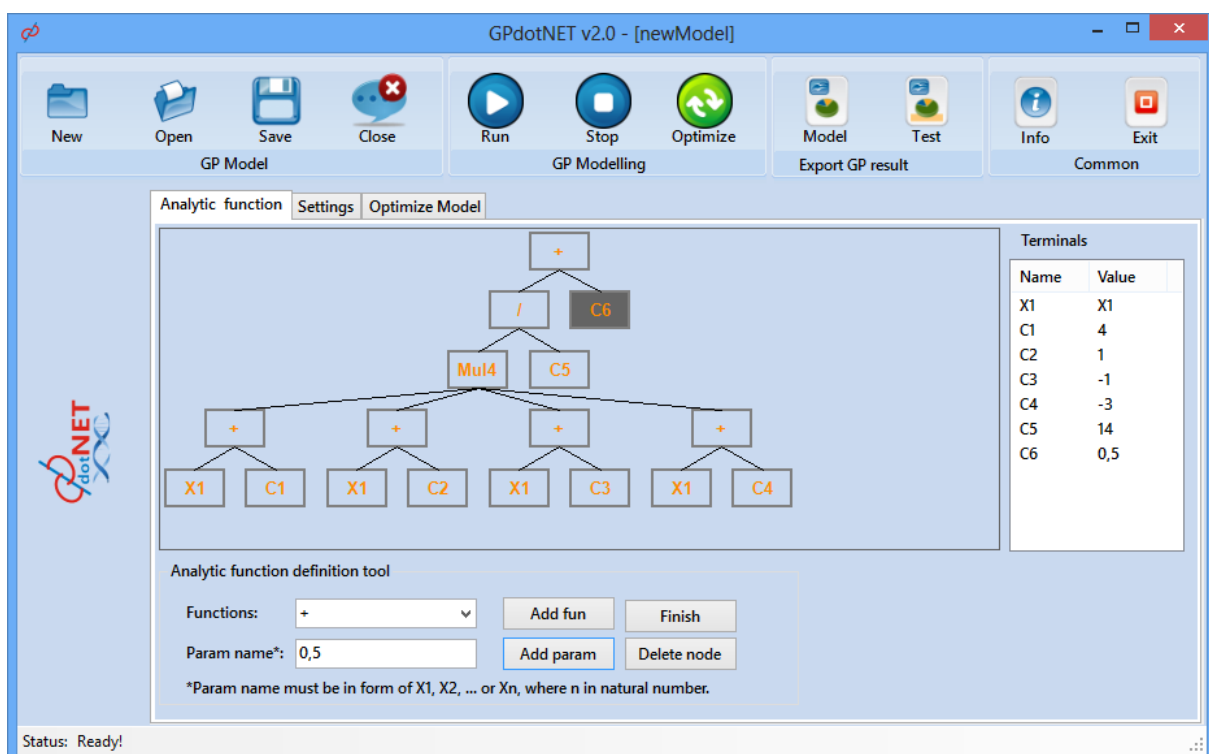 GPdotNET v2.0 - [newModel]
New Open Save Close Run Stop Optimize Model Test Info Exit
GP Model GP Modelling Export GP result Common
Analytic function Settings Optimize Model
dotNET
+
/ C6
Mul4 C5
+ + + +
X1 C1 X1 C2 X1 C3 X1 C4
Terminals
Name Value
X1 X1
C1 4
C2 1
C3 -1
C4 -3
C5 14
C6 0,5
Analytic function definition tool
Functions: + Add fun Finish
Param name*: 0,5 Add param Delete node
*Param name must be in form of X1, X2, ... or Xn, where n in natural number.
Status: Ready!